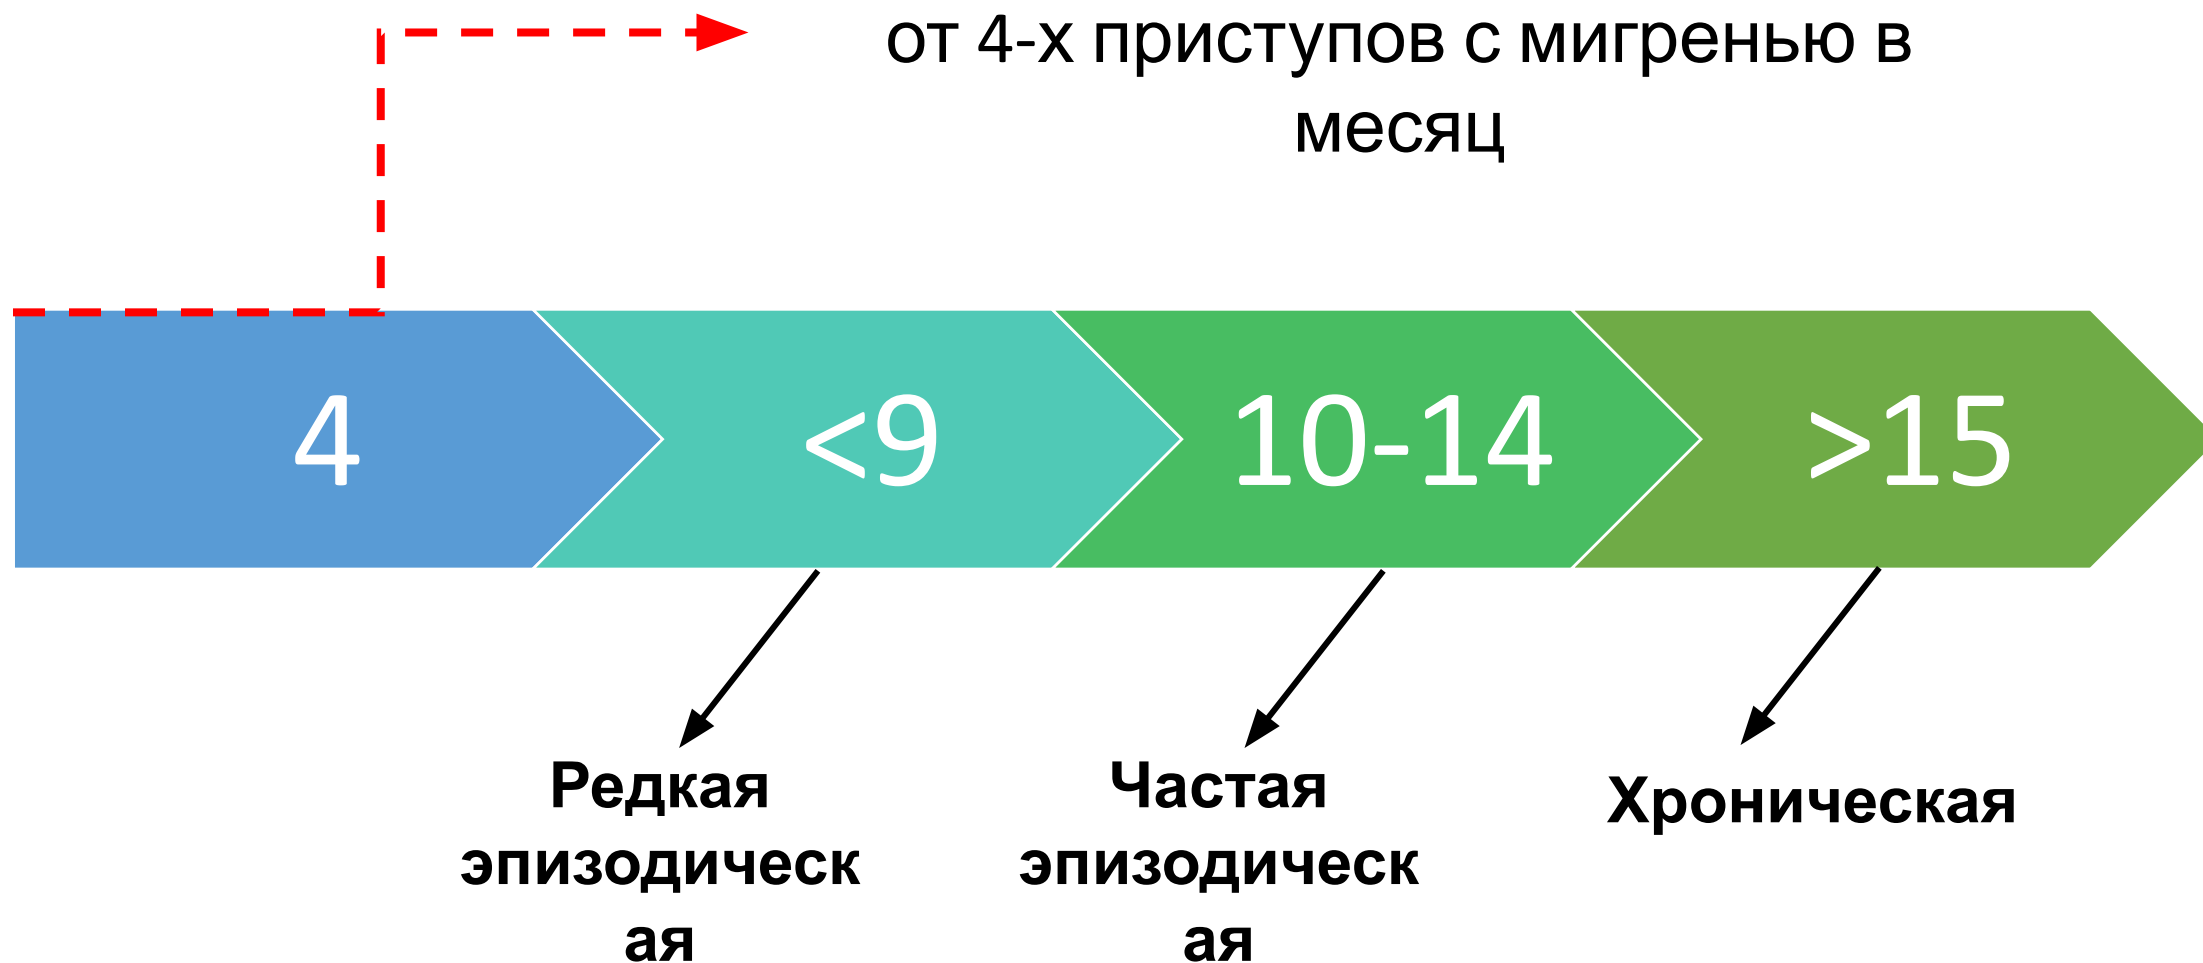 от 4-х приступов с мигренью в
месяц
4
<9
10-14
>15
Редкая
эпизодическ
ая
Частая
эпизодическ
ая
Хроническая